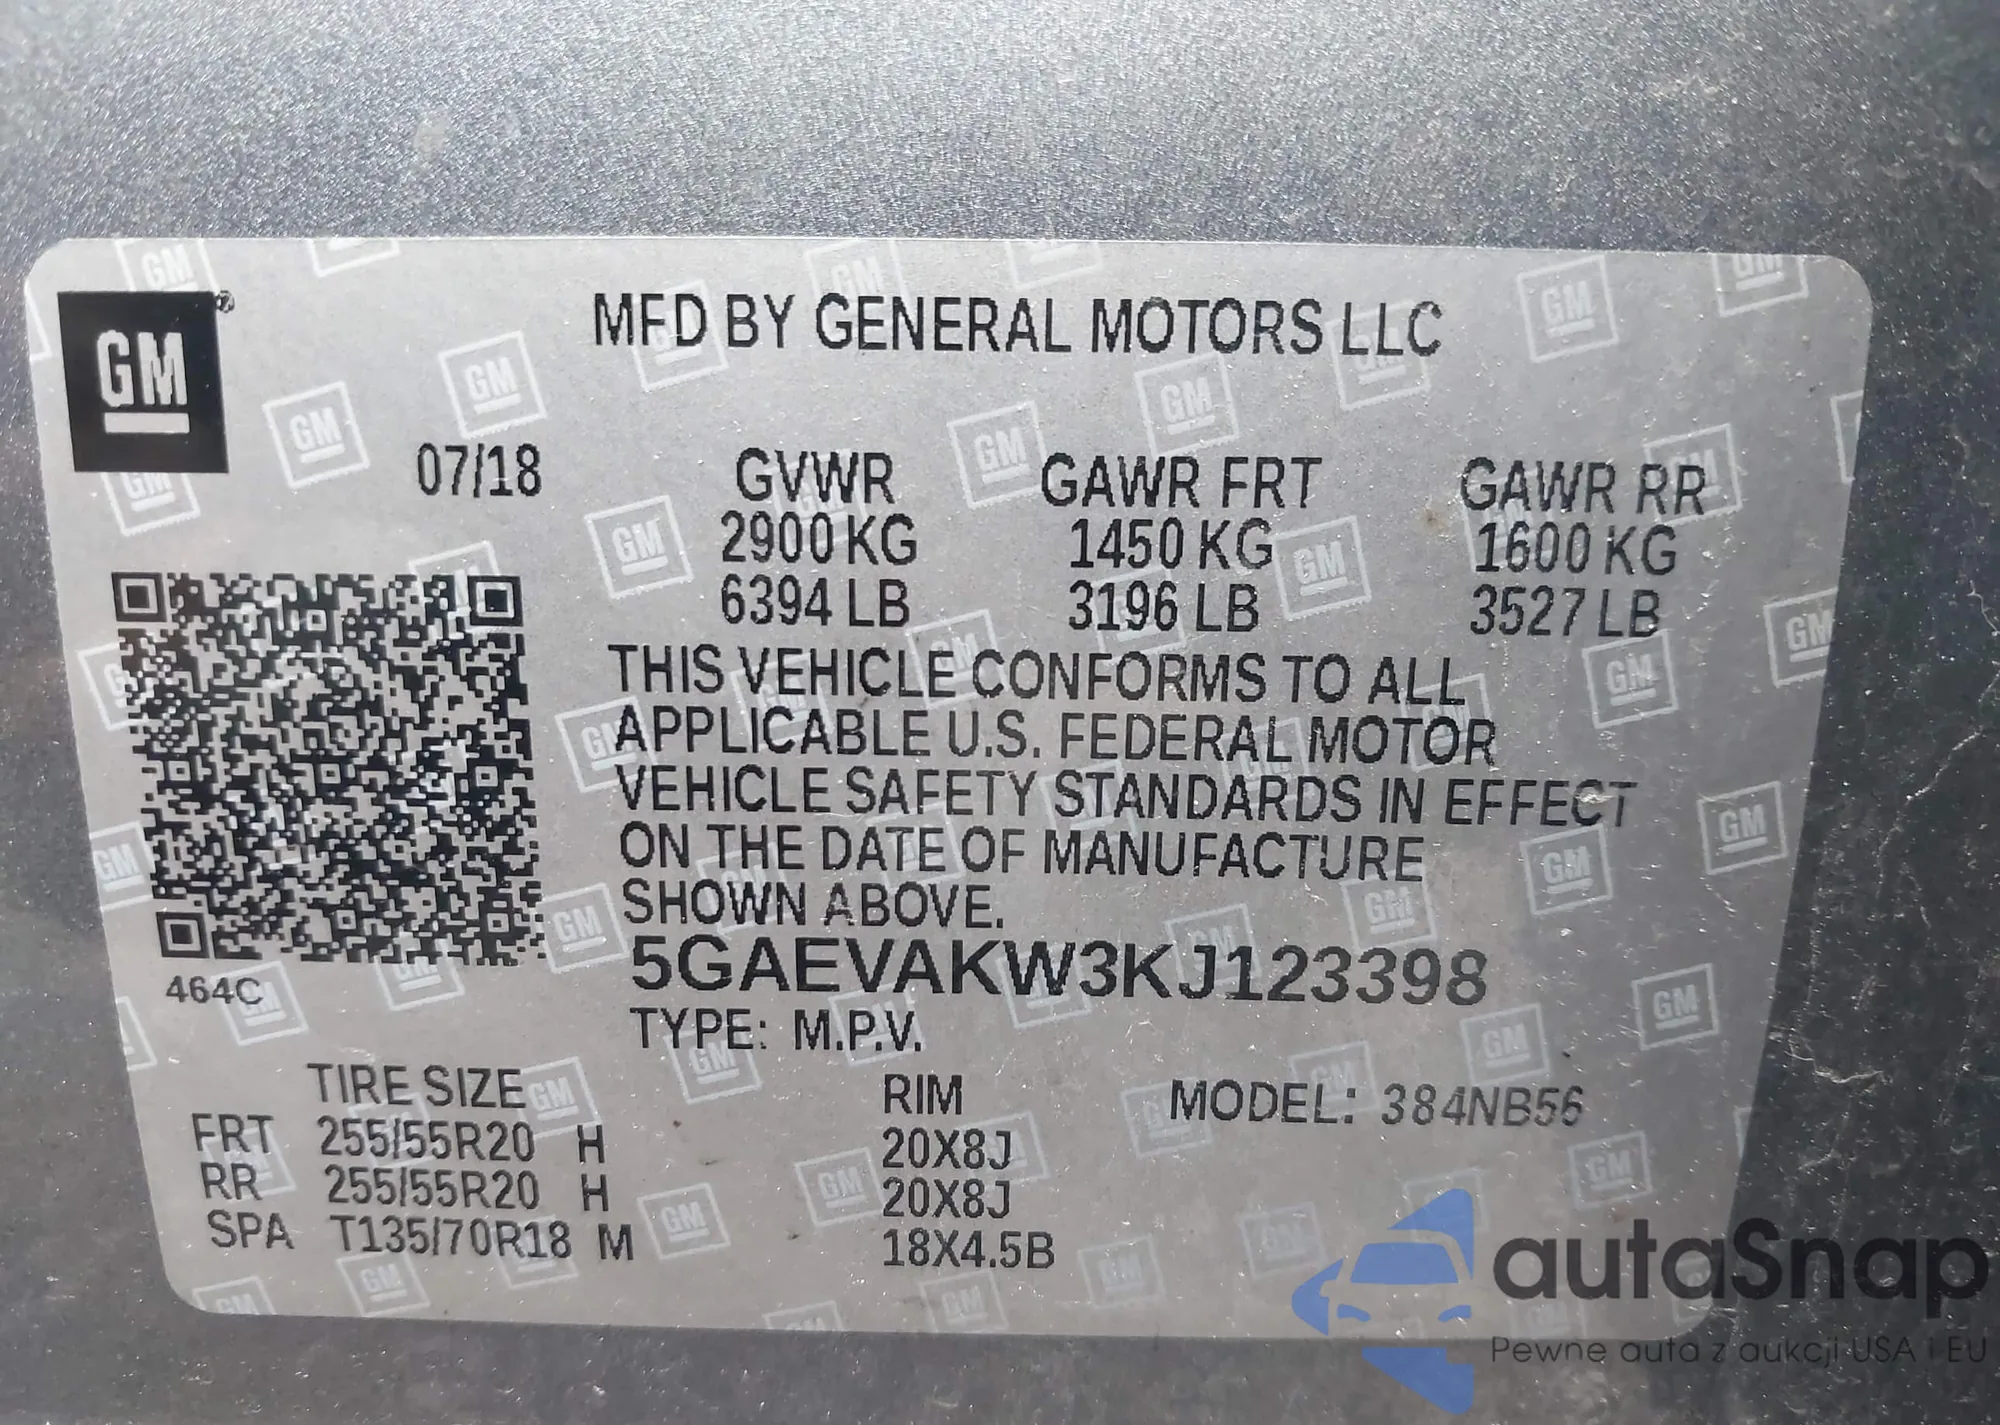 GM®
MFD BY GENERAL MOTORS LLC
07/18 GVWR GAWR FRT GAWR RR
2900 KG 1450 KG 1600 KG
6394 LB 3196 LB 3527 LB
THIS VEHICLE CONFORMS TO ALL
APPLICABLE U.S. FEDERAL MOTOR
VEHICLE SAFETY STANDARDS IN EFFECT
ON THE DATE OF MANUFACTURE
SHOWN ABOVE.
464C
5GAEVAKW3KJ123398
TYPE: M.P.V.
TIRE SIZE RIM MODEL: 384NB56
FRT 255/55R20 H 20X8J
RR 255/55R20 H 20X8J
SPA T135/70R18 M 18X4.5B
autaSnap
Pewne auta z aukcji USA i EU